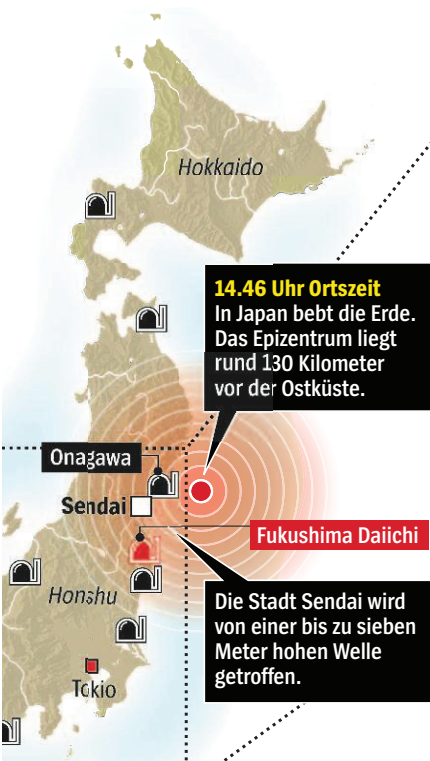 Hokkaido
14.46 Uhr Ortszeit
In Japan bebt die Erde.
Das Epizentrum liegt
rund 130 Kilometer
vor der Ostküste.
Onagawa
Sendai
Fukushima Daiichi
Honshu
Die Stadt Sendai wird
von einer bis zu sieben
Meter hohen Welle
getroffen.
Tokio